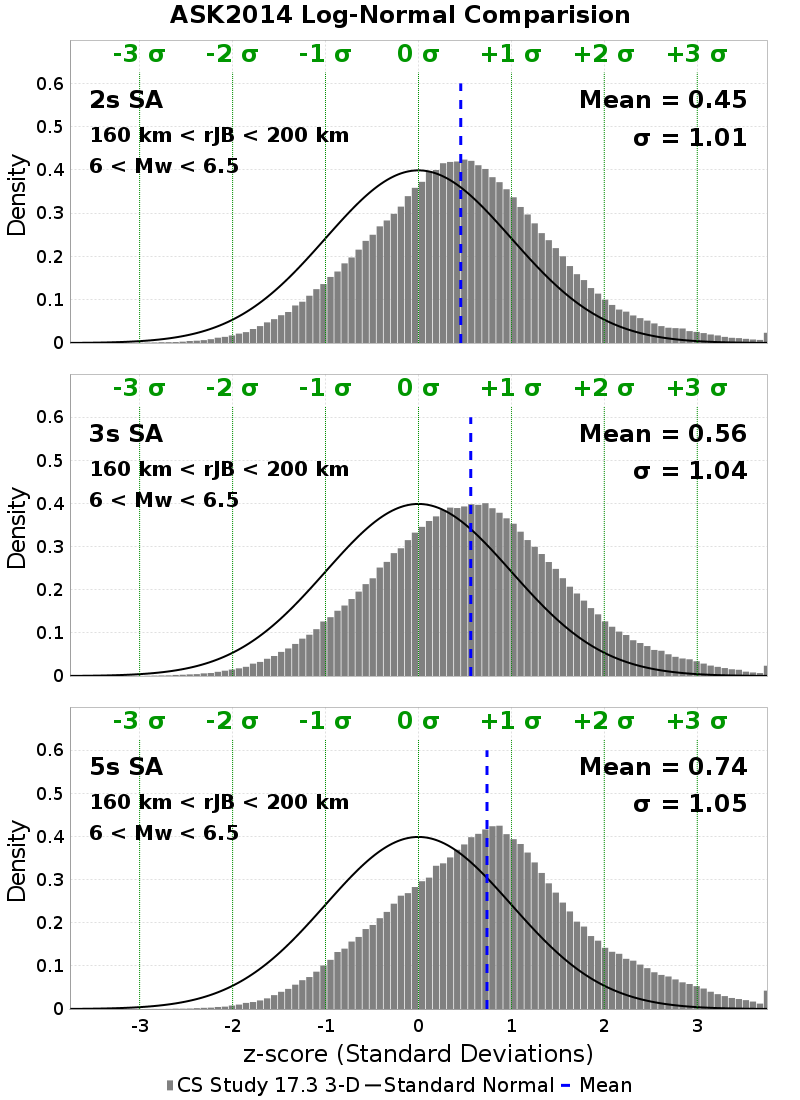 ASK2014 Log-Normal Comparision
-3 σ -2 σ -1 σ 0 σ +1 σ +2 σ +3 σ
0.6
2s SA Mean = 0.45
0.5
160 km < rJB < 200 km σ = 1.01
6 < Mw < 6.5
0.4
0.3
0.2
0.1
0
Density
-3 σ -2 σ -1 σ 0 σ +1 σ +2 σ +3 σ
0.6
3s SA Mean = 0.56
0.5
160 km < rJB < 200 km σ = 1.04
6 < Mw < 6.5
0.4
0.3
0.2
0.1
0
Density
-3 σ -2 σ -1 σ 0 σ +1 σ +2 σ +3 σ
0.6
5s SA Mean = 0.74
0.5
160 km < rJB < 200 km σ = 1.05
6 < Mw < 6.5
0.4
0.3
0.2
0.1
0
Density
-3 -2 -1 0 1 2 3
z-score (Standard Deviations)
CS Study 17.3 3-D Standard Normal Mean